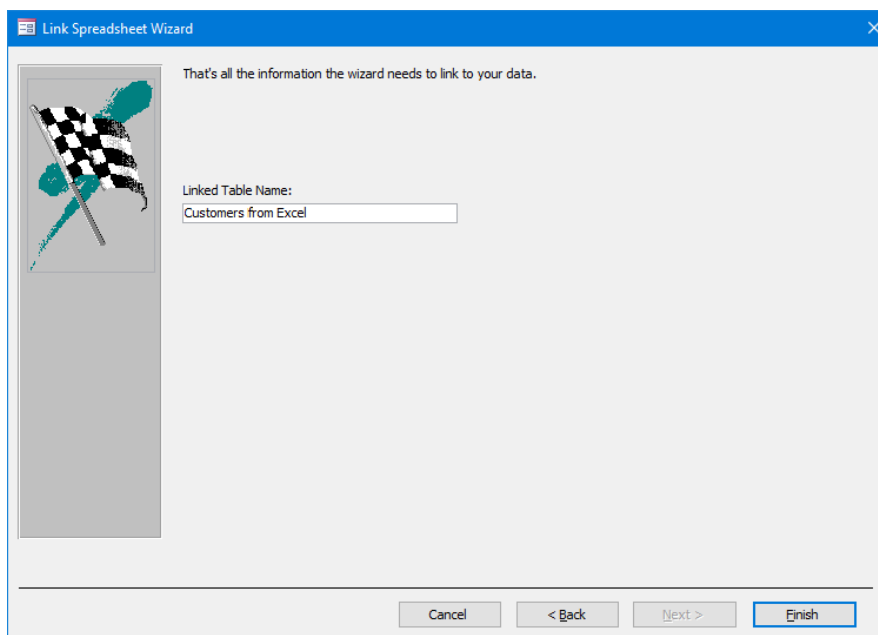 Link Spreadsheet Wizard
That's all the information the wizard needs to link to your data.
Linked Table Name:
Customers from Excel
Cancel
< Back
Next >
Finish